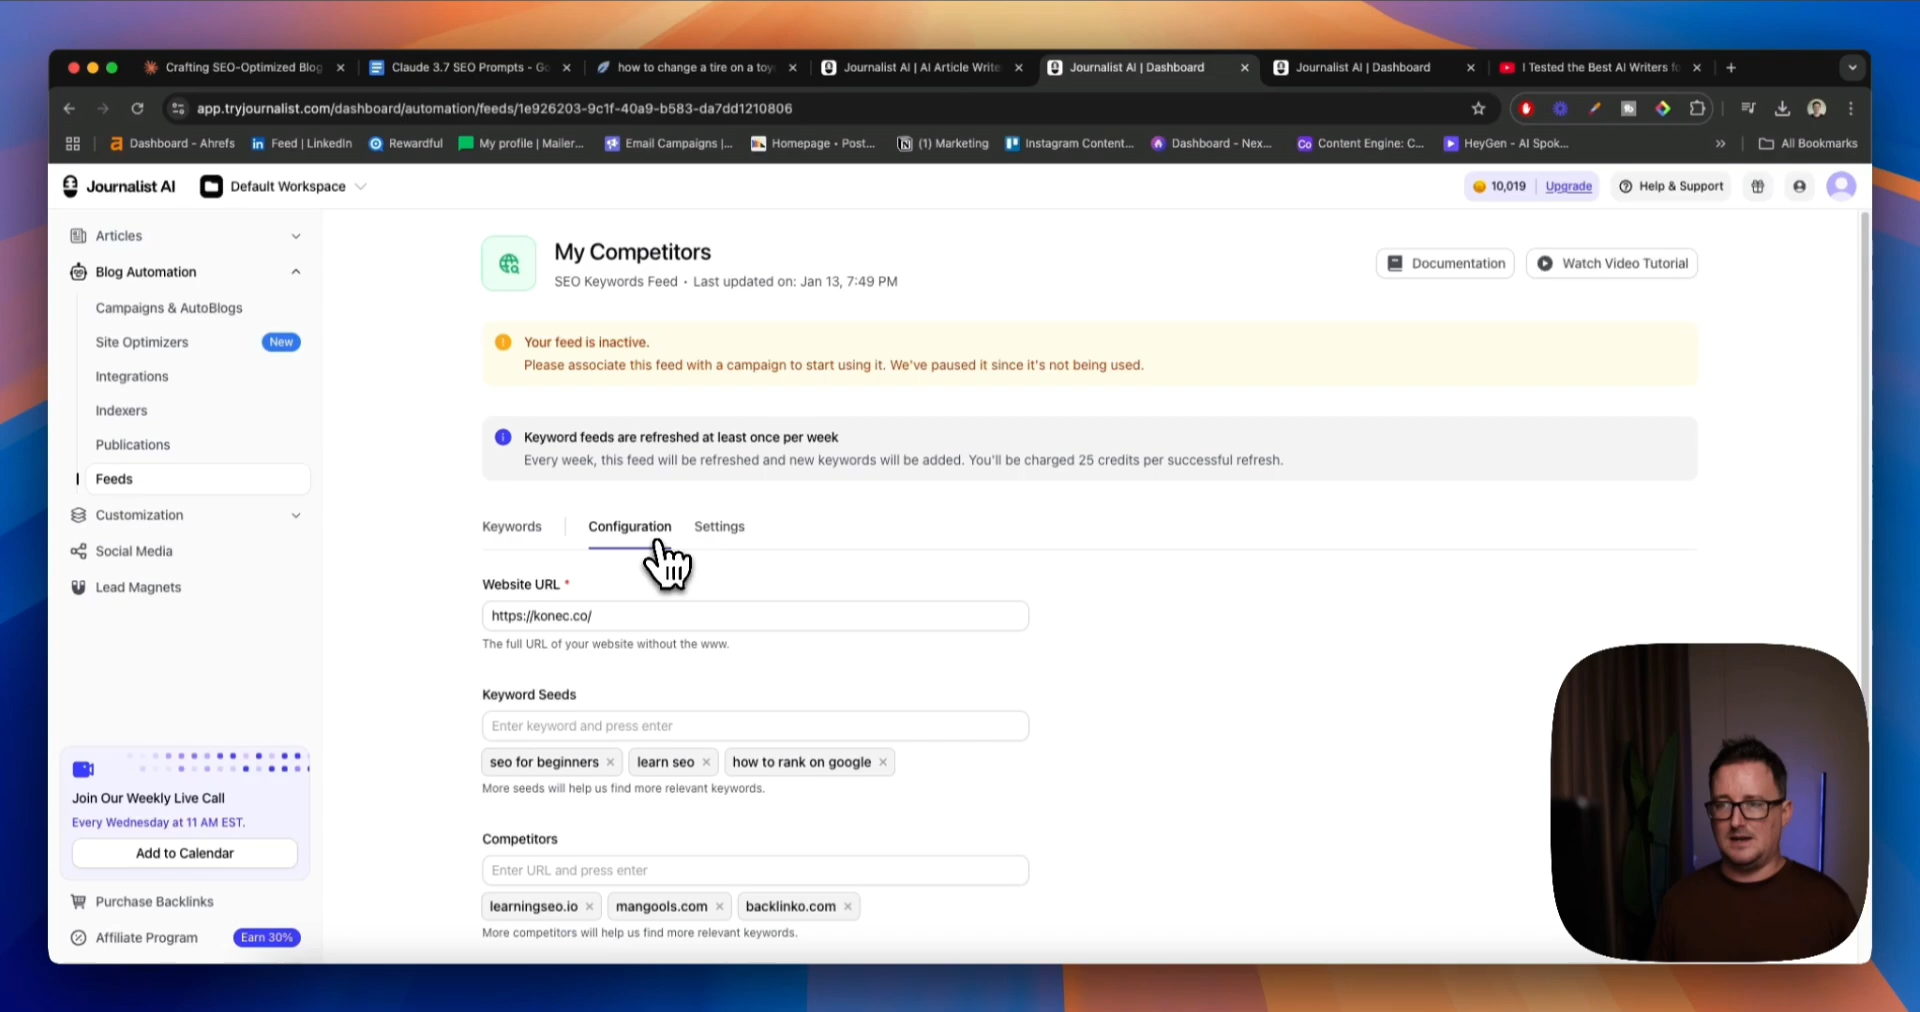 Crafting SEO-Optimized Blog
Claude 3.7 SEO Prompts - Go
how to change a tire on a toy
Journalist AI | AI Article Write
Journalist AI | Dashboard
Journalist AI | Dashboard
I Tested the Best AI Writers fo
app.tryjournalist.com/dashboard/automation/feeds/1e926203-9c1f-40a9-b583-da7dd1210806
Dashboard - Ahrefs
Feed | LinkedIn
Rewardful
My profile | Mailer...
Email Campaigns |...
Homepage • Post...
(1) Marketing
Instagram Content...
Dashboard - Nex...
Content Engine: C...
HeyGen - AI Spok...
All Bookmarks
Journalist AI
Default Workspace
10,019
Upgrade
Help & Support
Articles
Blog Automation
Campaigns & AutoBlogs
Site Optimizers
New
Integrations
Indexers
Publications
Feeds
Customization
Social Media
Lead Magnets
Join Our Weekly Live Call
Every Wednesday at 11 AM EST.
Add to Calendar
Purchase Backlinks
Affiliate Program
Earn 30%
My Competitors
SEO Keywords Feed • Last updated on: Jan 13, 7:49 PM
Documentation
Watch Video Tutorial
Your feed is inactive.
Please associate this feed with a campaign to start using it. We've paused it since it's not being used.
Keyword feeds are refreshed at least once per week
Every week, this feed will be refreshed and new keywords will be added. You'll be charged 25 credits per successful refresh.
Keywords
Configuration
Settings
Website URL *
https://konec.co/
The full URL of your website without the www.
Keyword Seeds
Enter keyword and press enter
seo for beginners
learn seo
how to rank on google
More seeds will help us find more relevant keywords.
Competitors
Enter URL and press enter
learningseo.io
mangools.com
backlinko.com
More competitors will help us find more relevant keywords.